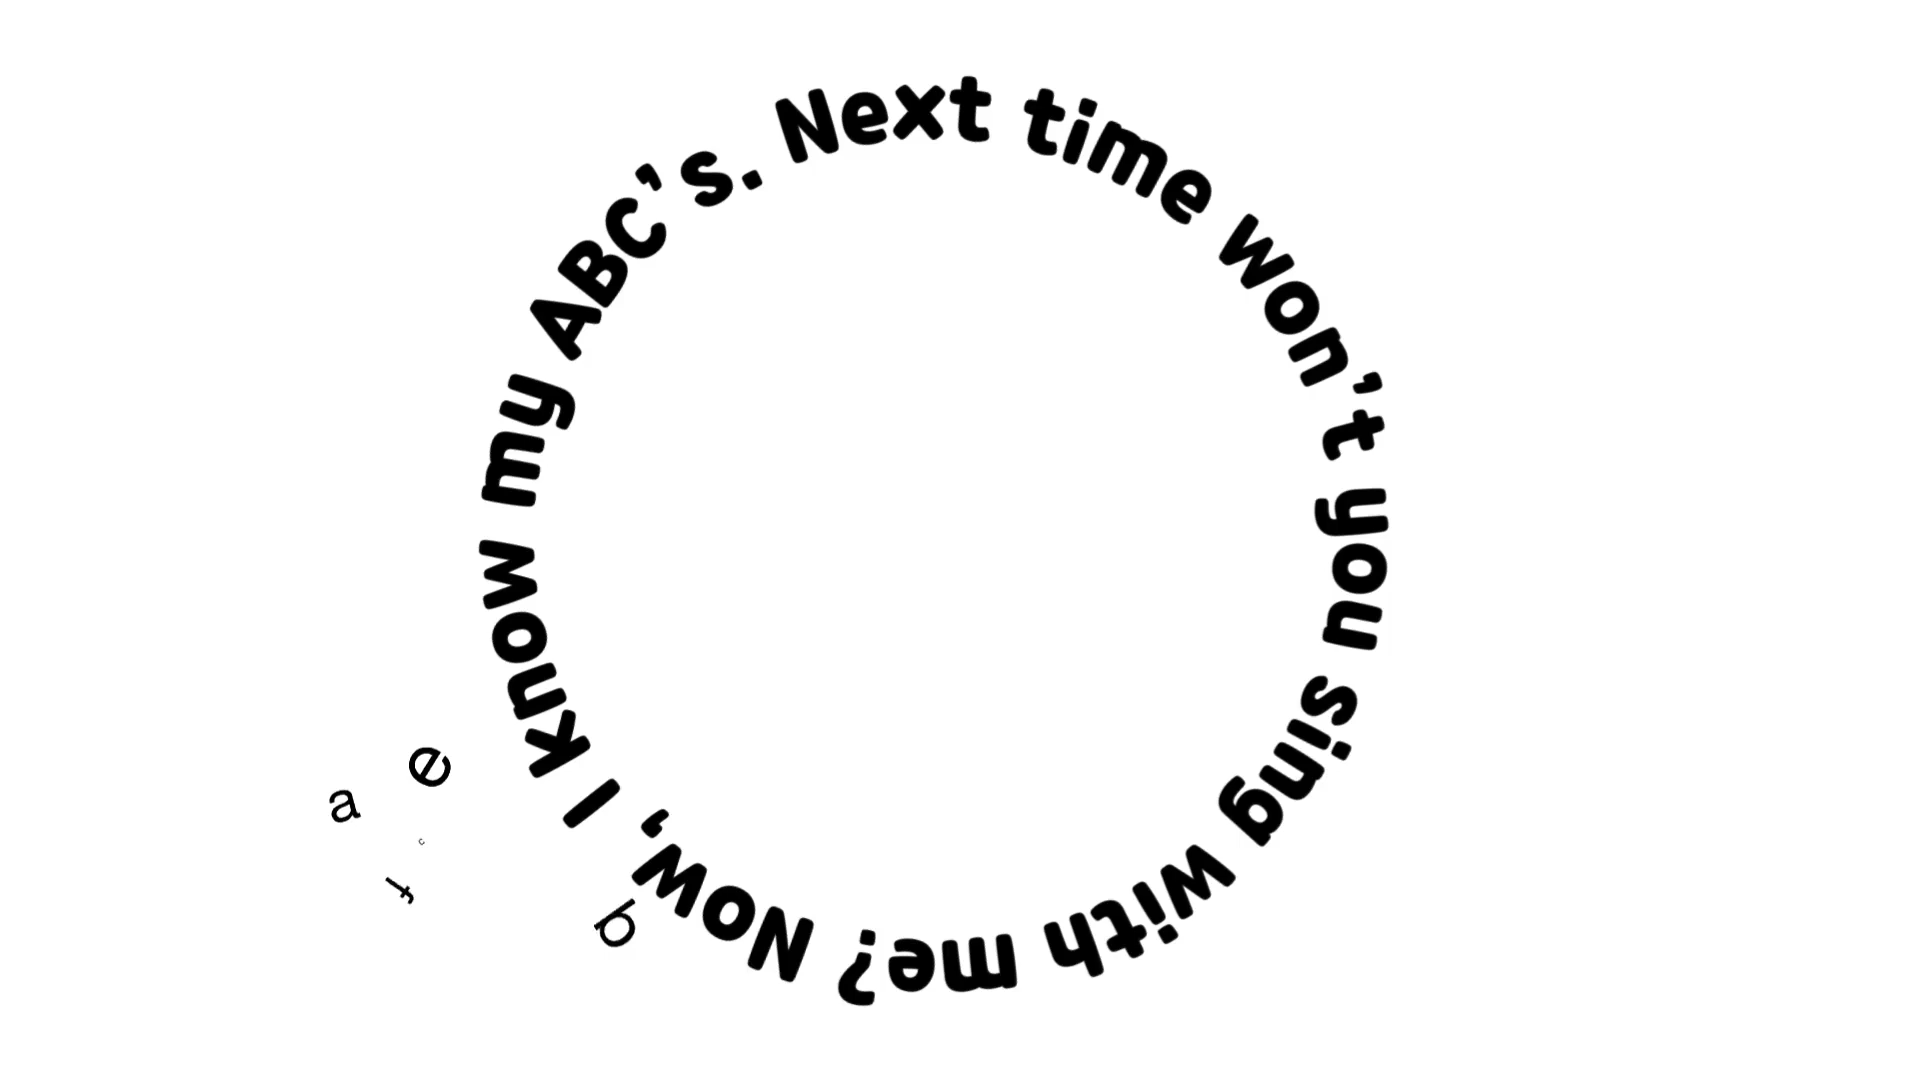 Now, I know my ABC’s. Next time won’t you sing with me?
e
a
c
f
b